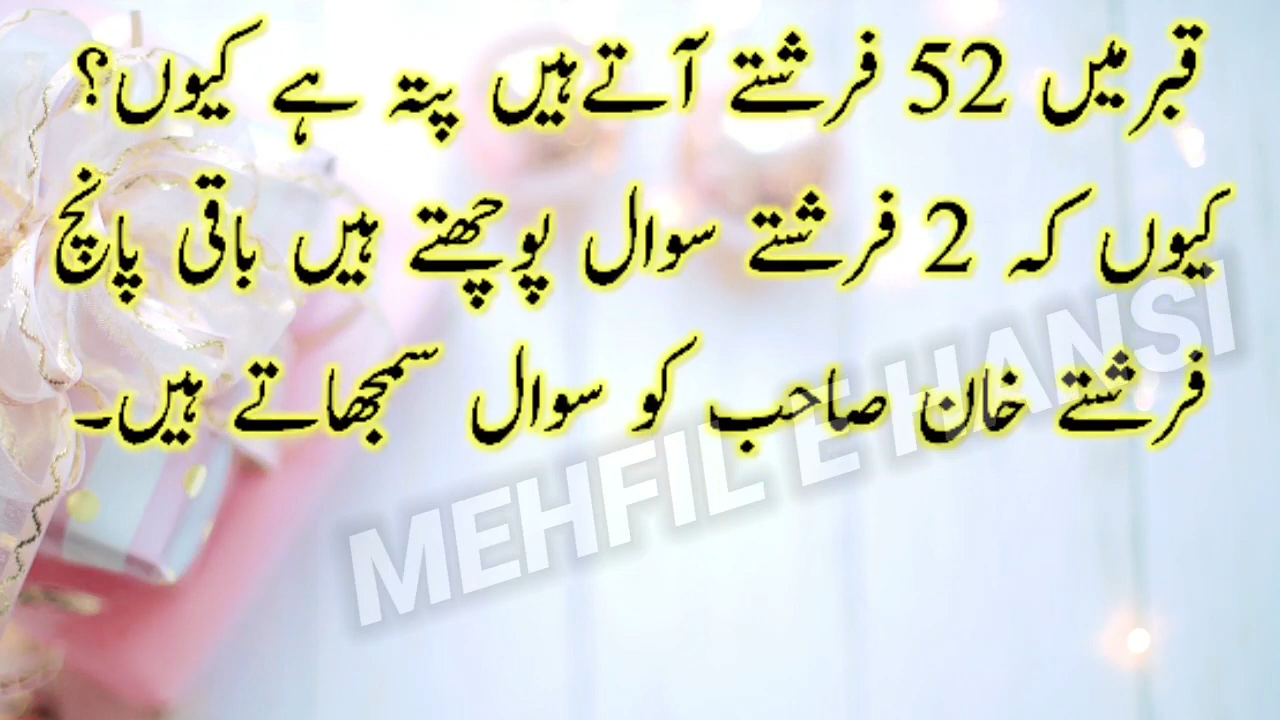 قبر میں 52 فرشتے آتے ہیں پتہ ہے کیوں؟
کیوں کہ 2 فرشتے سوال پوچھتے ہیں باقی پانچ
فرشتے خان صاحب کو سوال سمجھاتے ہیں۔
MEHFIL E HANSI